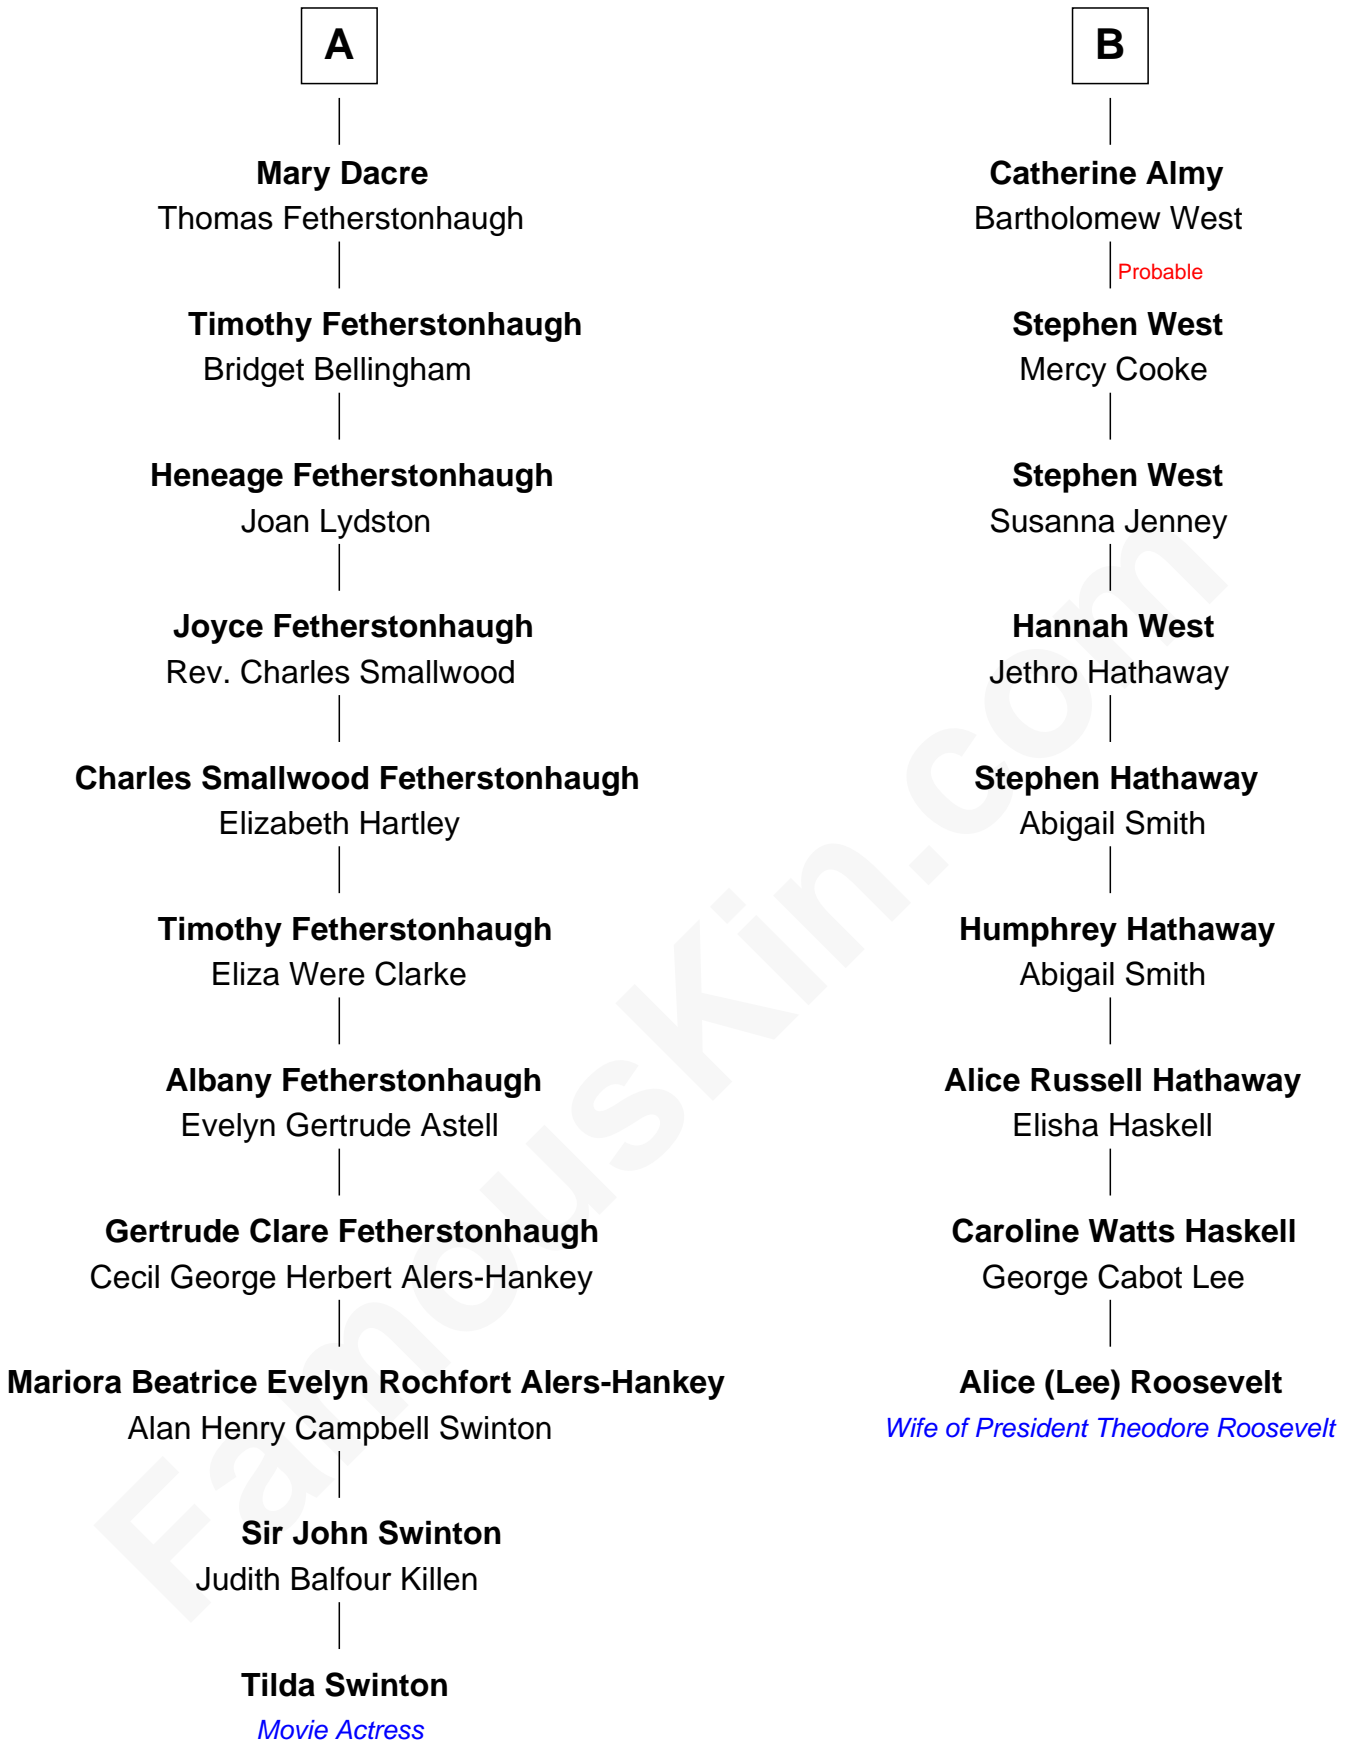 A
Mary Dacre
Thomas Fetherstonhaugh
Timothy Fetherstonhaugh
Bridget Bellingham
Heneage Fetherstonhaugh
Joan Lydston
Joyce Fetherstonhaugh
Rev. Charles Smallwood
Charles Smallwood Fetherstonhaugh
Elizabeth Hartley
Timothy Fetherstonhaugh
Eliza Were Clarke
Albany Fetherstonhaugh
Evelyn Gertrude Astell
Gertrude Clare Fetherstonhaugh
Cecil George Herbert Alers-Hankey
Mariora Beatrice Evelyn Rochfort Alers-Hankey
Alan Henry Campbell Swinton
Sir John Swinton
Judith Balfour Killen
Tilda Swinton
Movie Actress
B
Catherine Almy
Bartholomew West
Probable
Stephen West
Mercy Cooke
Stephen West
Susanna Jenney
Hannah West
Jethro Hathaway
Stephen Hathaway
Abigail Smith
Humphrey Hathaway
Abigail Smith
Alice Russell Hathaway
Elisha Haskell
Caroline Watts Haskell
George Cabot Lee
Alice (Lee) Roosevelt
Wife of President Theodore Roosevelt
FamousKin.com